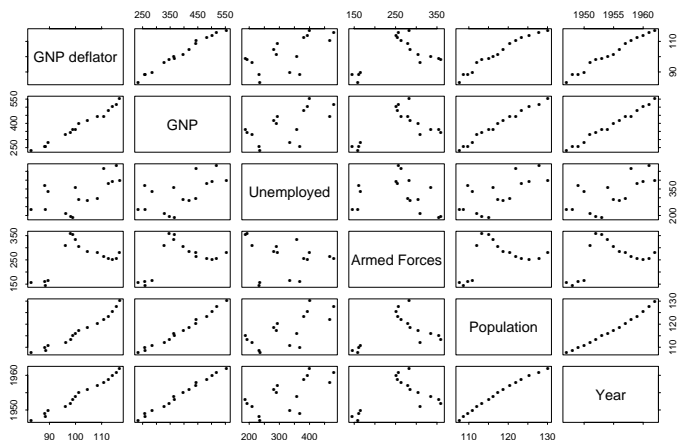 250 350 450 550
150 250 350
1950 1955 1960
GNP deflator
90 110
250 400 550
GNP
Unemployed
200 350
150 250 350
Armed Forces
Population
110 120 130
1950 1960
Year
90 100 110
200 300 400
110 120 130